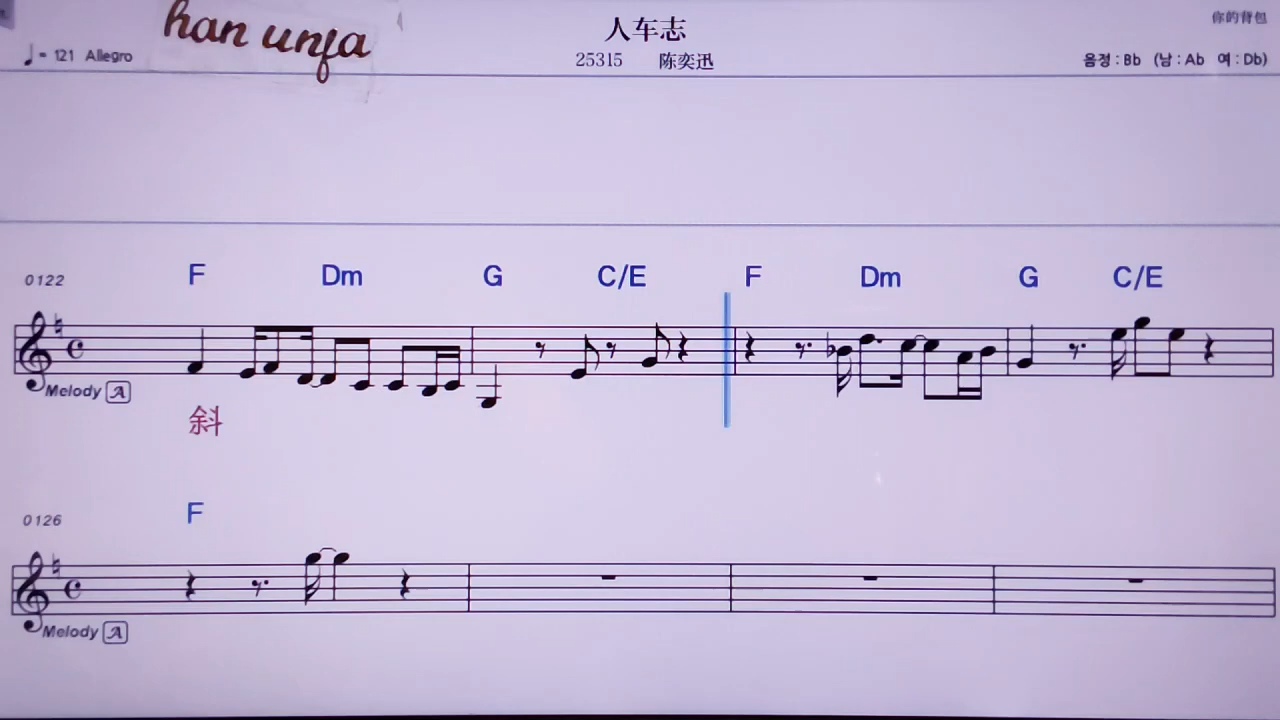 han unfa
人车志
你的背包
♩= 121 Allegro
25315 陈奕迅
음정 : Bb (남 : Ab 여 : Db)
0122 F Dm G C/E F Dm G C/E
Melody A
斜
0126 F
Melody A